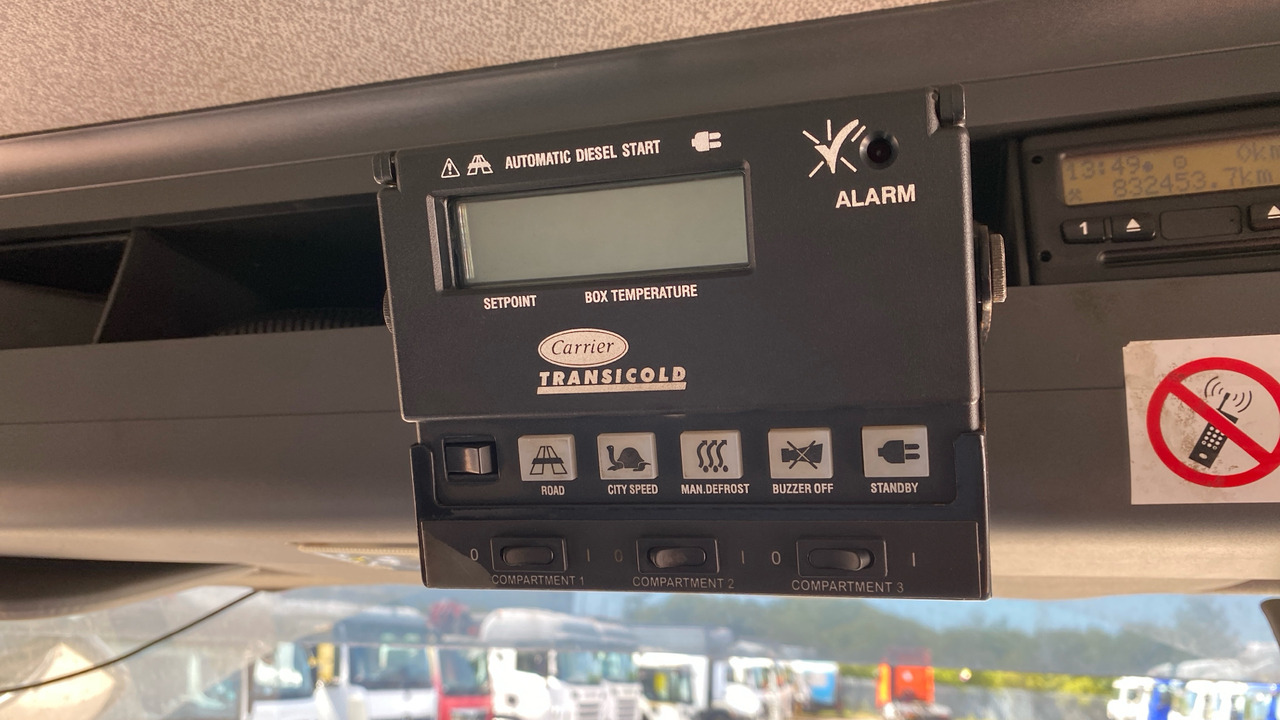 AUTOMATIC DIESEL START
ALARM
SETPOINT BOX TEMPERATURE
Carrier
TRANSICOLD
ROAD CITY SPEED MAN.DEFROST BUZZER OFF STANDBY
0 I 0 I 0 I
COMPARTMENT 1 COMPARTMENT 2 COMPARTMENT 3
13:49 0km
832453.7km
1